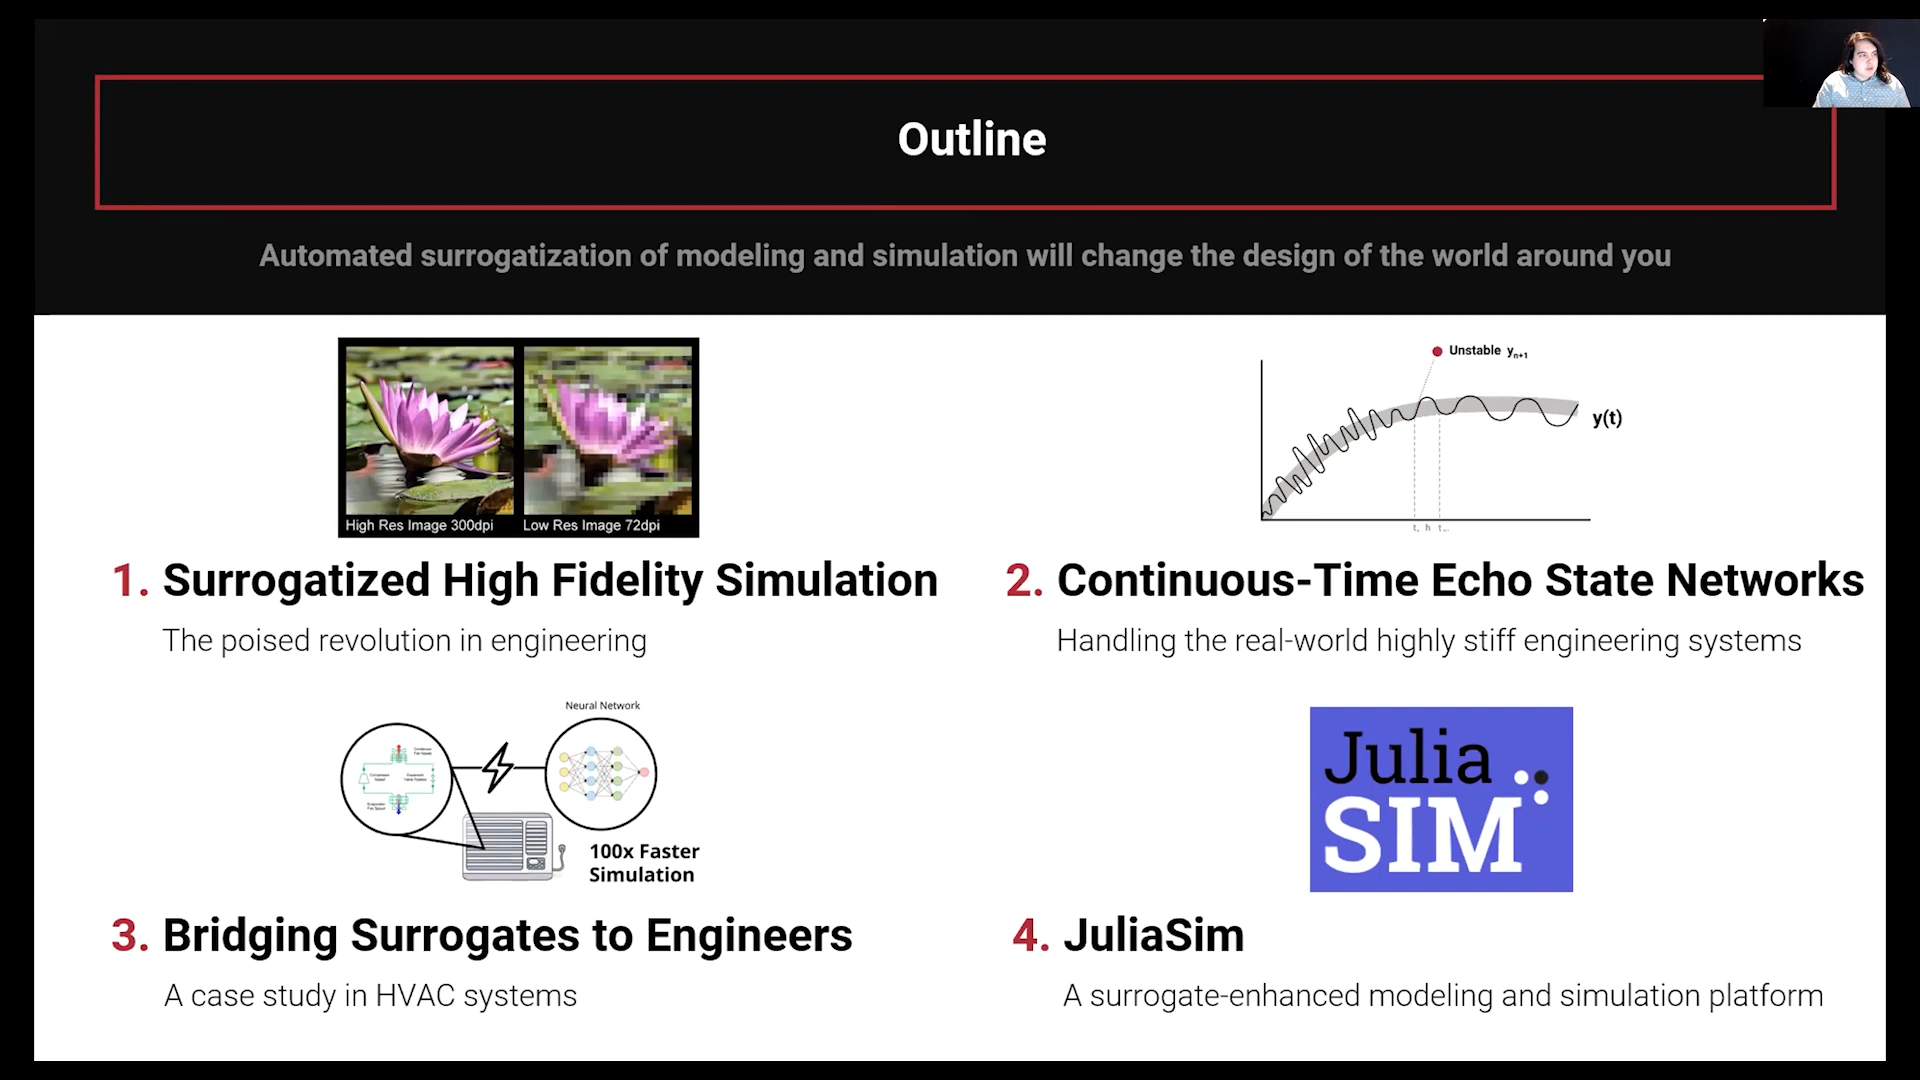 Outline
Automated surrogatization of modeling and simulation will change the design of the world around you
High Res Image 300dpi
Low Res Image 72dpi
1. Surrogatized High Fidelity Simulation
The poised revolution in engineering
Unstable yn+1
y(t)
2. Continuous-Time Echo State Networks
Handling the real-world highly stiff engineering systems
Neural Network
100x Faster
Simulation
3. Bridging Surrogates to Engineers
A case study in HVAC systems
Julia
SIM
4. JuliaSim
A surrogate-enhanced modeling and simulation platform